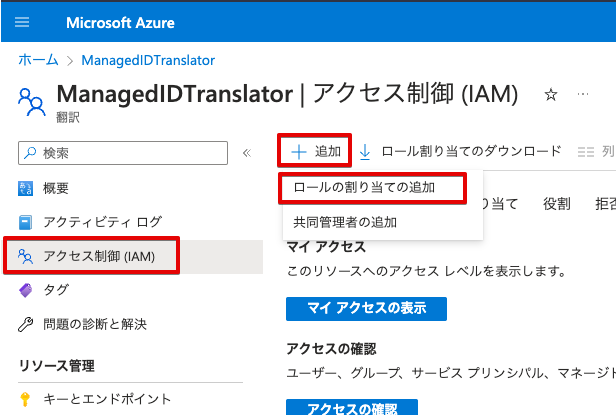 Microsoft Azure
ホーム > ManagedIDTranslator
ManagedIDTranslator | アクセス制御 (IAM)
翻訳
検索
概要
アクティビティ ログ
アクセス制御 (IAM)
タグ
問題の診断と解決
リソース管理
キーとエンドポイント
追加
ロール割り当てのダウンロード
列
ロールの割り当ての追加
共同管理者の追加
り当て
役割
拒否
マイ アクセス
このリソースへのアクセス レベルを表示します。
マイ アクセスの表示
アクセスの確認
ユーザー、グループ、サービス プリンシパル、マネージド
アクセスの確認